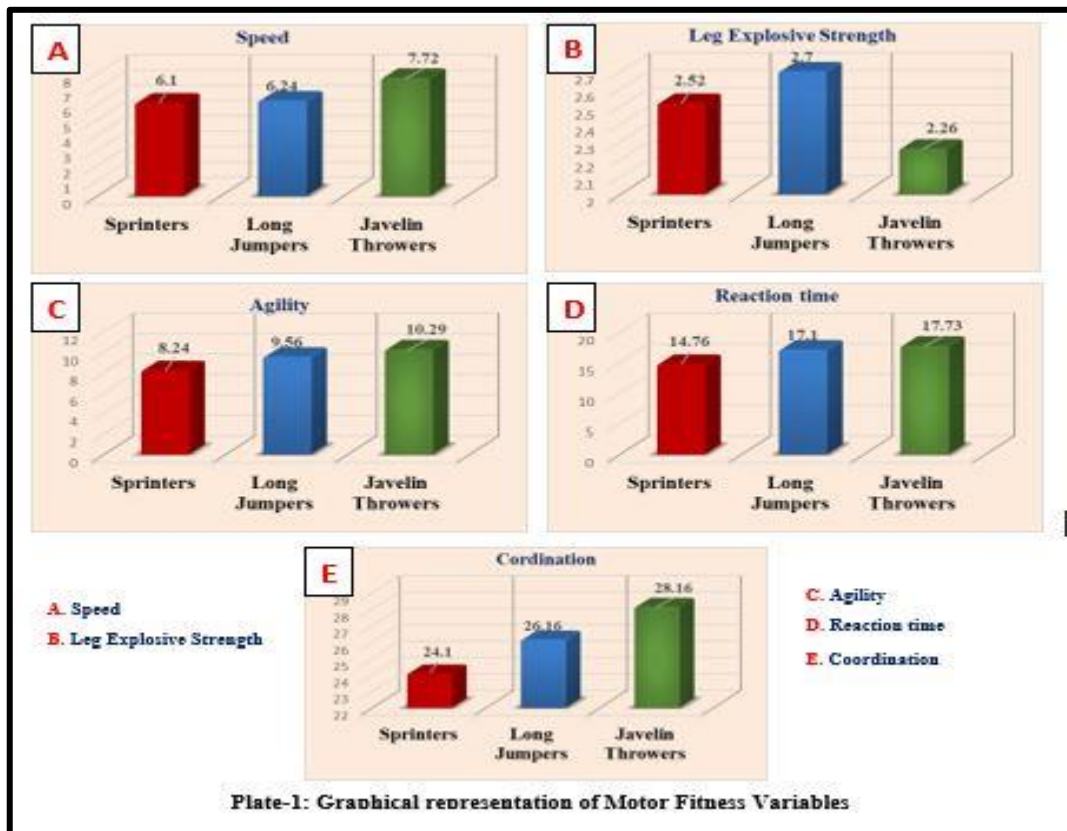 A
Speed
8
7
6
5
4
3
2
1
0
6.1
6.24
7.72
Sprinters
Long Jumpers
Javelin Throwers
B
Leg Explosive Strength
2.7
2.6
2.5
2.4
2.3
2.2
2.1
2
2.52
2.7
2.26
Sprinters
Long Jumpers
Javelin Throwers
C
Agility
12
10
8
6
4
2
0
8.24
9.56
10.29
Sprinters
Long Jumpers
Javelin Throwers
D
Reaction time
20
15
10
5
0
14.76
17.1
17.73
Sprinters
Long Jumpers
Javelin Throwers
E
Cordination
29
28
27
26
25
24
23
22
24.1
26.16
28.16
Sprinters
Long Jumpers
Javelin Throwers
A. Speed
B. Leg Explosive Strength
C. Agility
D. Reaction time
E. Coordination
Plate-1: Graphical representation of Motor Fitness Variables